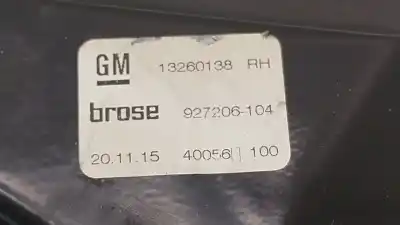 GM 13260138 RH
brose 927206-104
20.11.15 40056 100